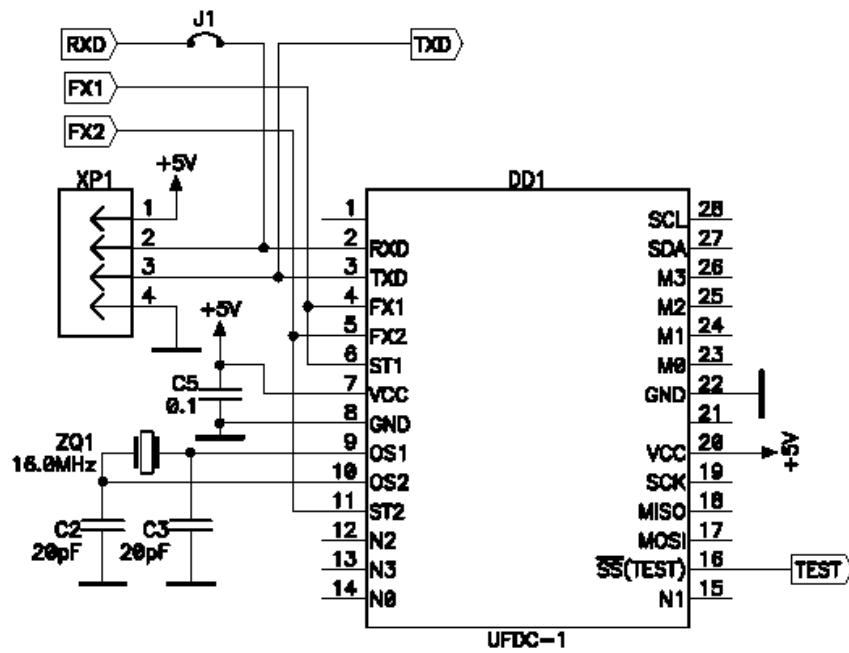 J1
RXD TXD
FX1
FX2
+5V
XP1 DD1
1 1 SCL 28
2 2 RXD SDA 27
3 3 TXD M3 26
4 4 FX1 M2 25
+5V 5 FX2 M1 24
6 ST1 M0 23
C5 7 VCC GND 22
0.1 8 GND 21
ZQ1 9 OS1 VCC 20 +5V
16.0MHz 10 OS2 SCK 19
11 ST2 MISO 18
C2 C3 12 N2 MOSI 17
20pF 20pF 13 N3 SS(TEST) 16 TEST
14 N0 N1 15
UFDC-1